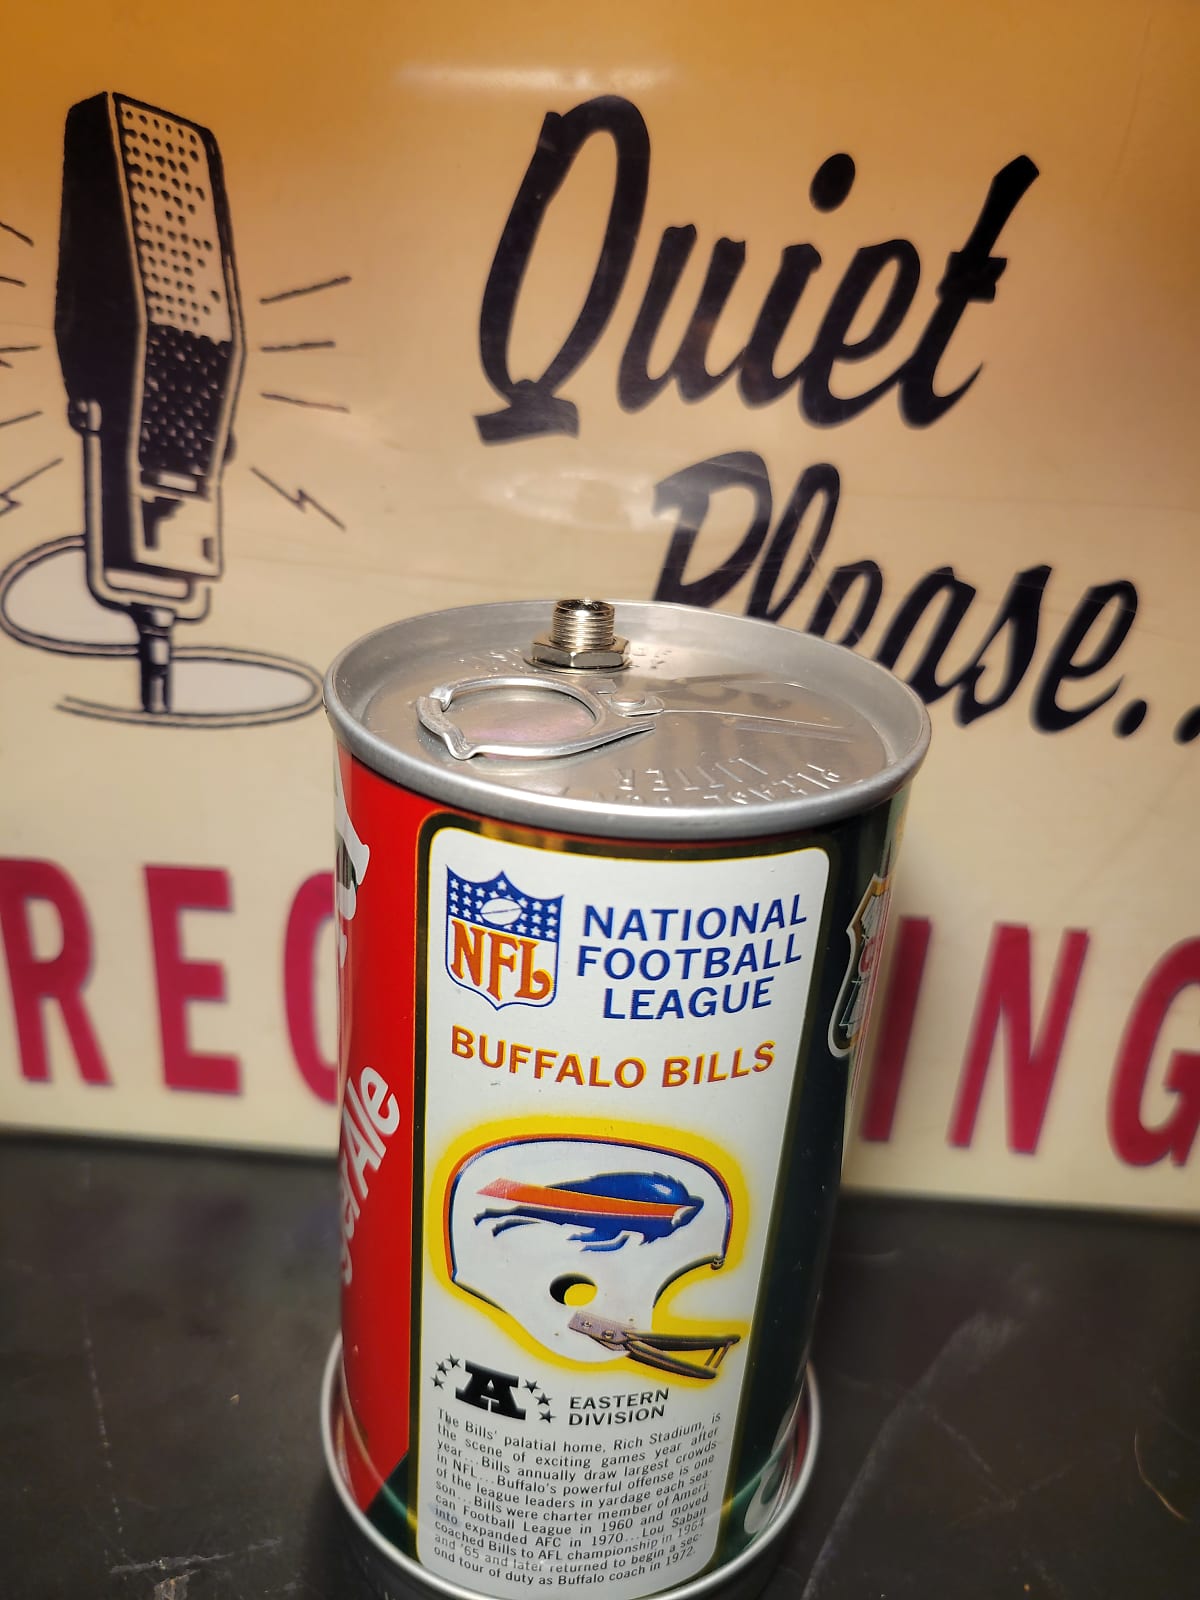 Quiet
Please..
REC
ING
PLEASE
LITTER
NFL
NATIONAL
FOOTBALL
LEAGUE
BUFFALO BILLS
Ale
A
EASTERN
DIVISION
The Bills' palatial home, Rich Stadium, is
the scene of exciting games year after
year...Bills annually draw largest crowds
in NFL...Buffalo's powerful offense is one
of the league leaders in yardage each sea-
son...Bills were charter member of Ameri-
can Football League in 1960 and moved
into expanded AFC in 1970...Lou Saban
coached Bills to AFL championship in 1964
and '65 and later returned to begin a sec-
ond tour of duty as Buffalo coach in 1972.